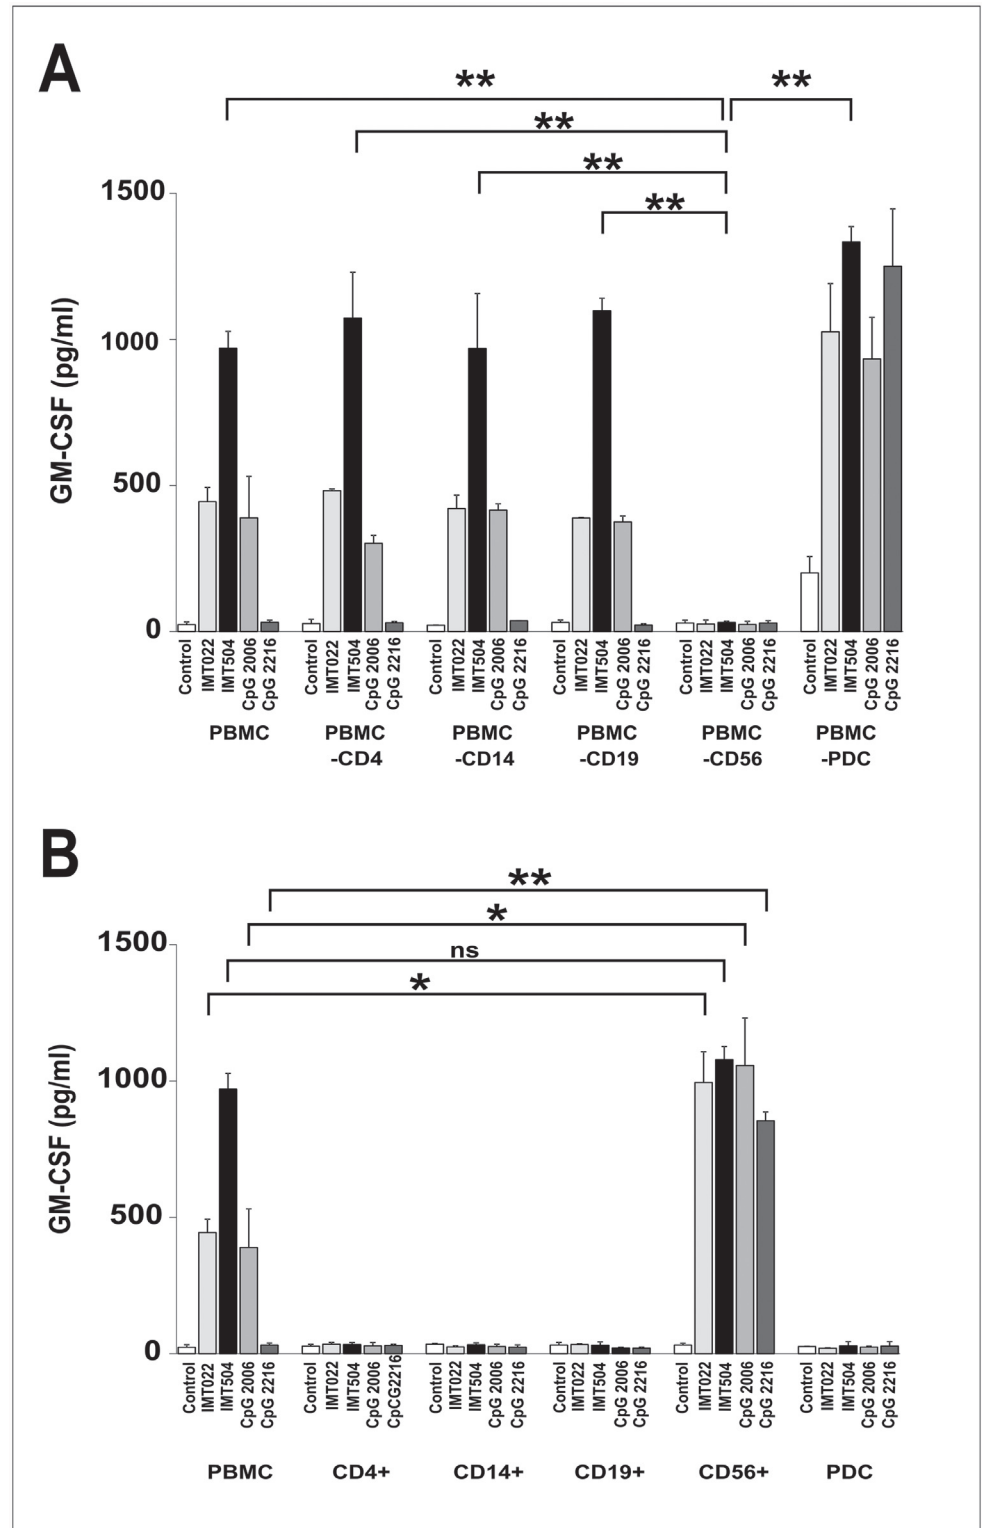 A
** **
**
**
**
1500
1000
500
0
GM-CSF (pg/ml)
Control IMT022 IMT504 CpG 2006 CpG 2216 Control IMT022 IMT504 CpG 2006 CpG 2216 Control IMT022 IMT504 CpG 2006 CpG 2216 Control IMT022 IMT504 CpG 2006 CpG 2216 Control IMT022 IMT504 CpG 2006 CpG 2216 Control IMT022 IMT504 CpG 2006 CpG 2216
PBMC PBMC PBMC PBMC PBMC PBMC
-CD4 -CD14 -CD19 -CD56 -PDC
B
**
*
ns
*
1500
1000
500
0
GM-CSF (pg/ml)
Control IMT022 IMT504 CpG 2006 CpG 2216 Control IMT022 IMT504 CpG 2006 CpCG2216 Control IMT022 IMT504 CpG 2006 CpG 2216 Control IMT022 IMT504 CpG 2006 CpG 2216 Control IMT022 IMT504 CpG 2006 CpG 2216 Control IMT022 IMT504 CpG 2006 CpG 2216
PBMC CD4+ CD14+ CD19+ CD56+ PDC